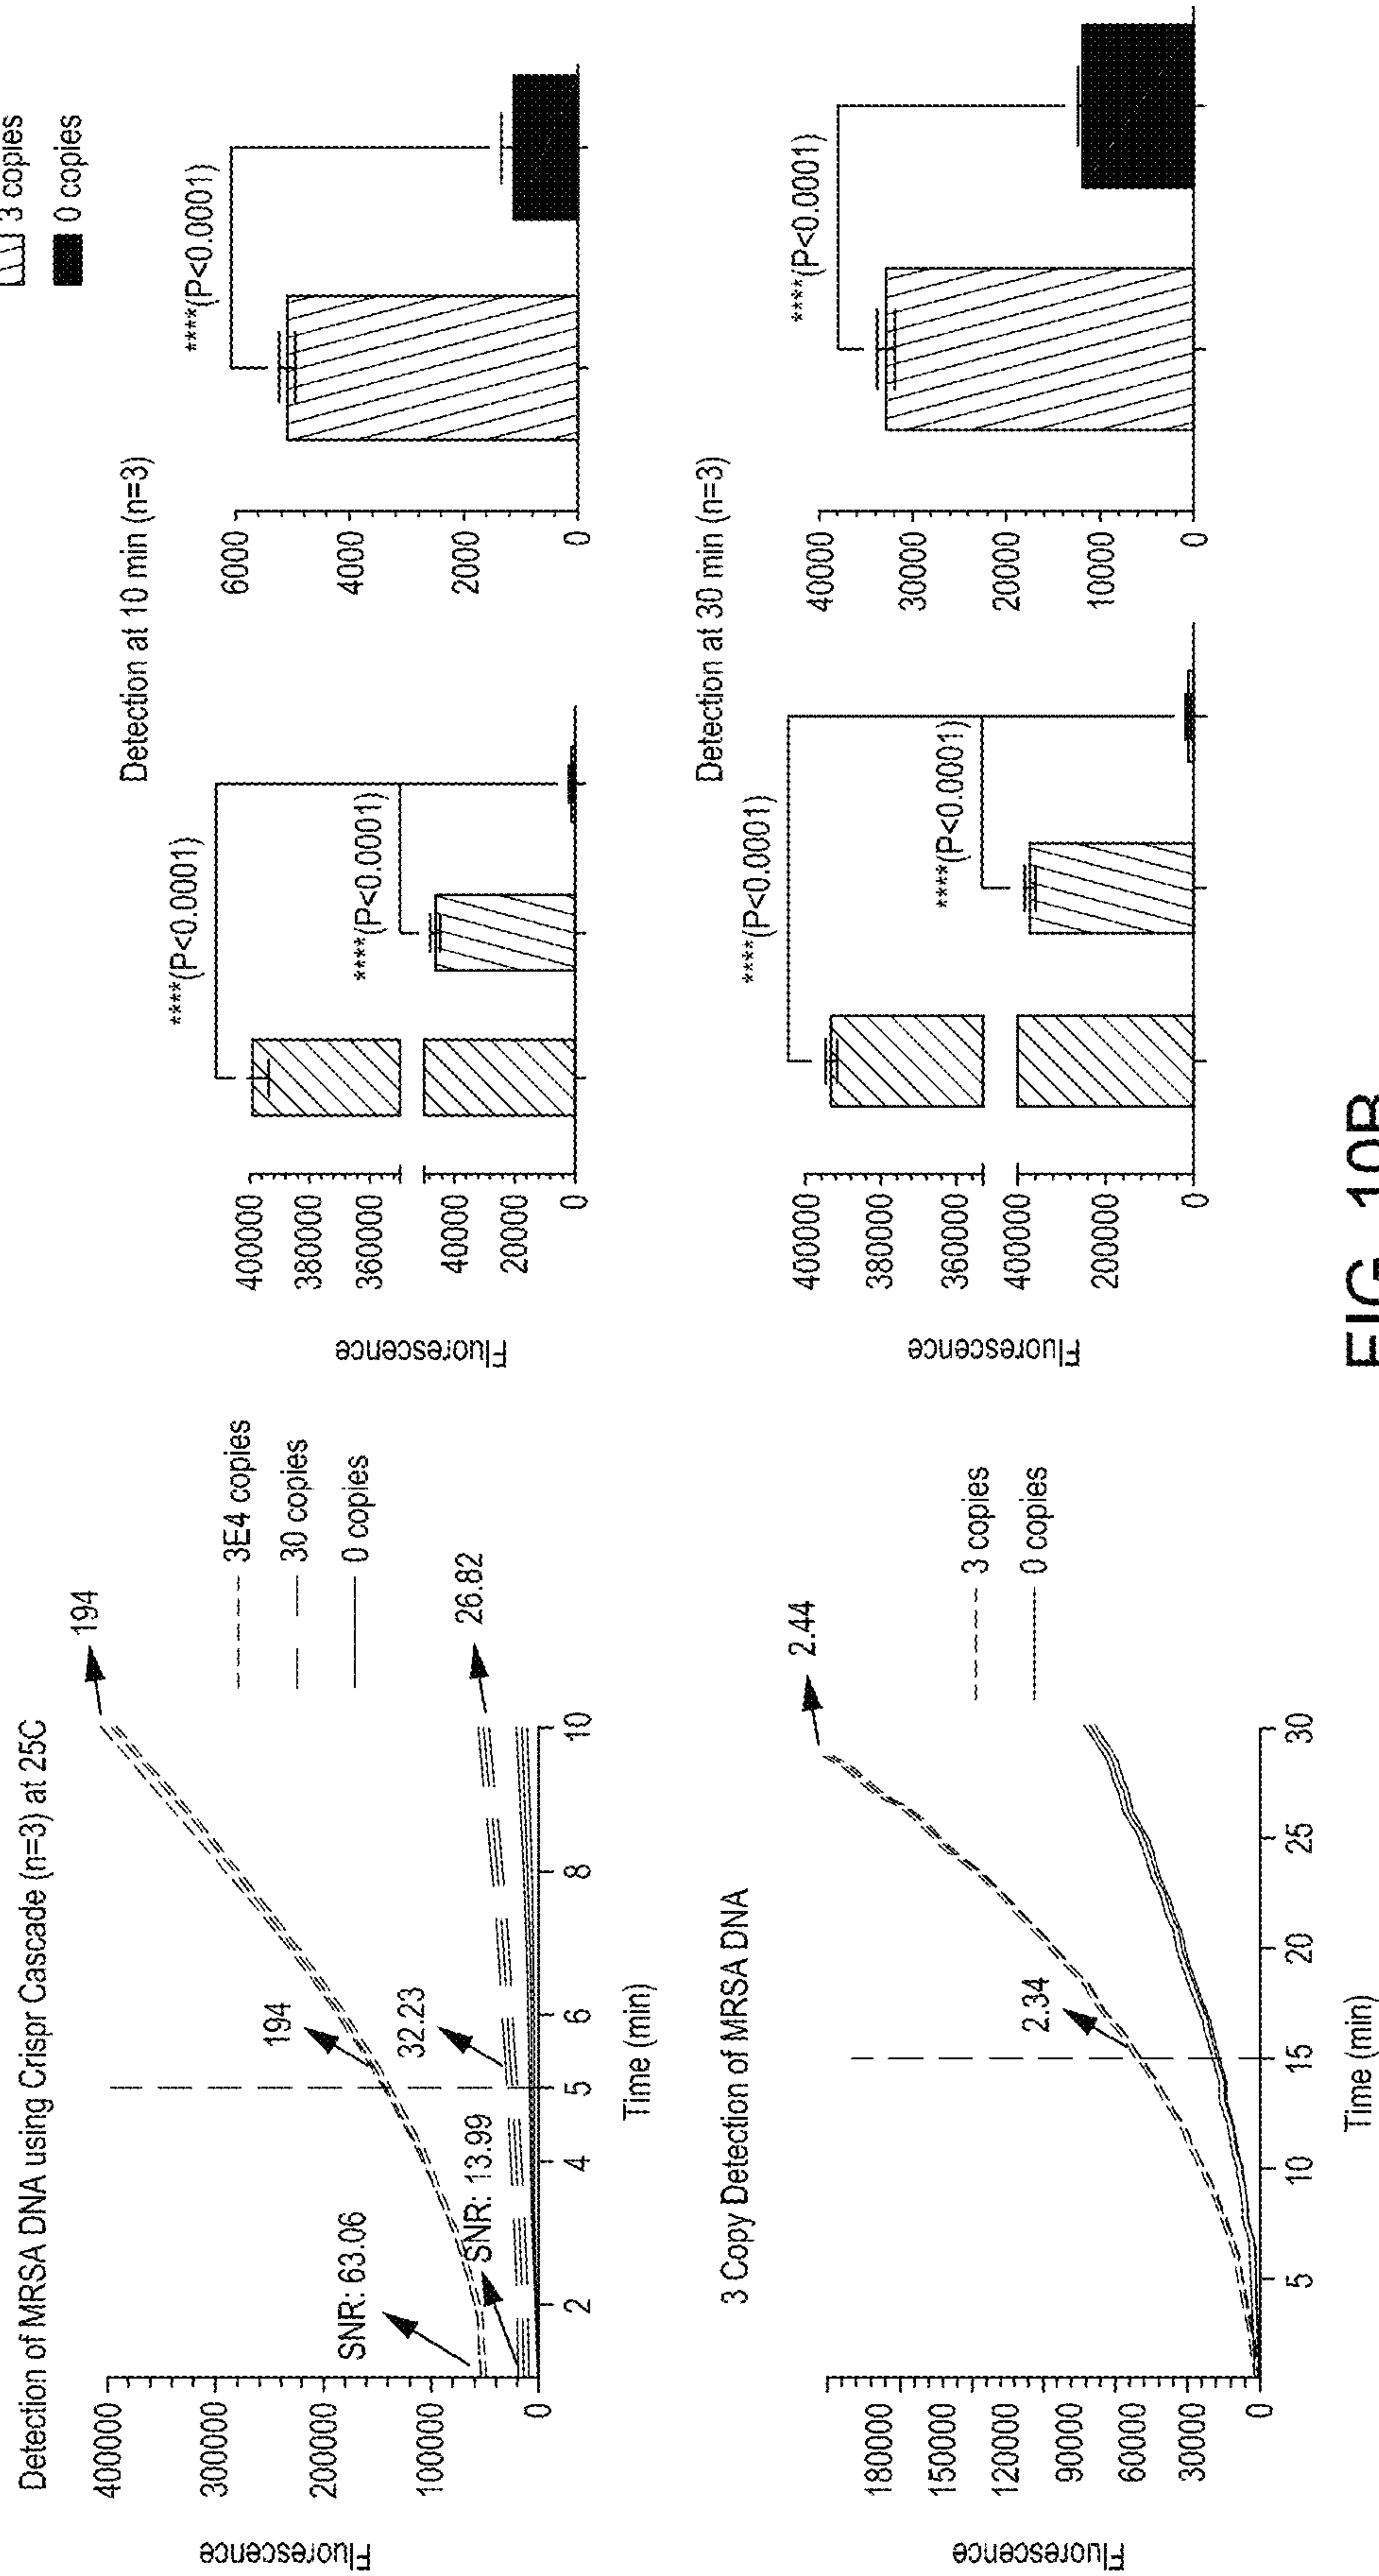 Detection of MRSA DNA using Crispr Cascade (n=3) at 25C
Fluorescence
400000
300000
200000
100000
0
SNR: 63.06
SNR: 13.99
194
32.23
194
26.82
3E4 copies
30 copies
0 copies
2
4
5
6
8
10
Time (min)
3 Copy Detection of MRSA DNA
Fluorescence
180000
150000
120000
90000
60000
30000
0
2.34
2.44
3 copies
0 copies
5
10
15
20
25
30
Time (min)
3 copies
0 copies
Detection at 10 min (n=3)
Fluorescence
400000
380000
360000
40000
20000
0
****(P<0.0001)
****(P<0.0001)
6000
4000
2000
0
****(P<0.0001)
Detection at 30 min (n=3)
Fluorescence
400000
380000
360000
400000
200000
0
****(P<0.0001)
****(P<0.0001)
40000
30000
20000
10000
0
****(P<0.0001)
FIG. 10B